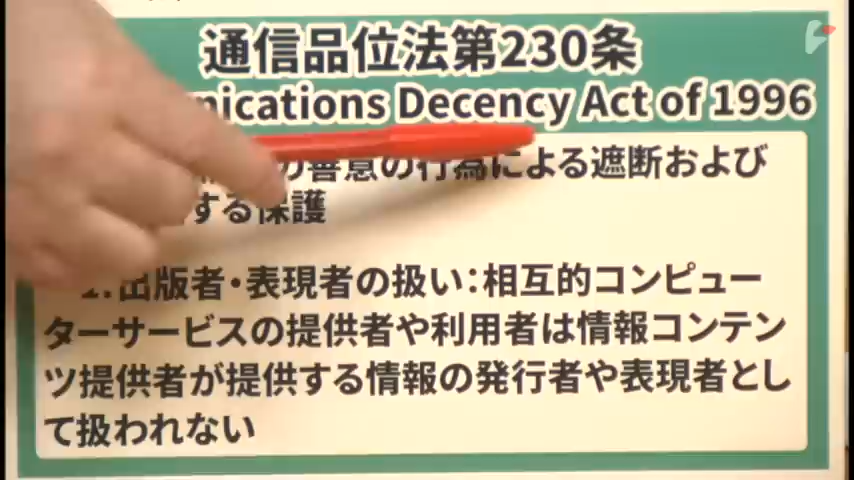 通信品位法第230条
nications Decency Act of 1996
の善意の行為による遮断および
する保護
1. 出版者・表現者の扱い：相互的コンピュー
ターサービスの提供者や利用者は情報コンテン
ツ提供者が提供する情報の発行者や表現者とし
て扱われない